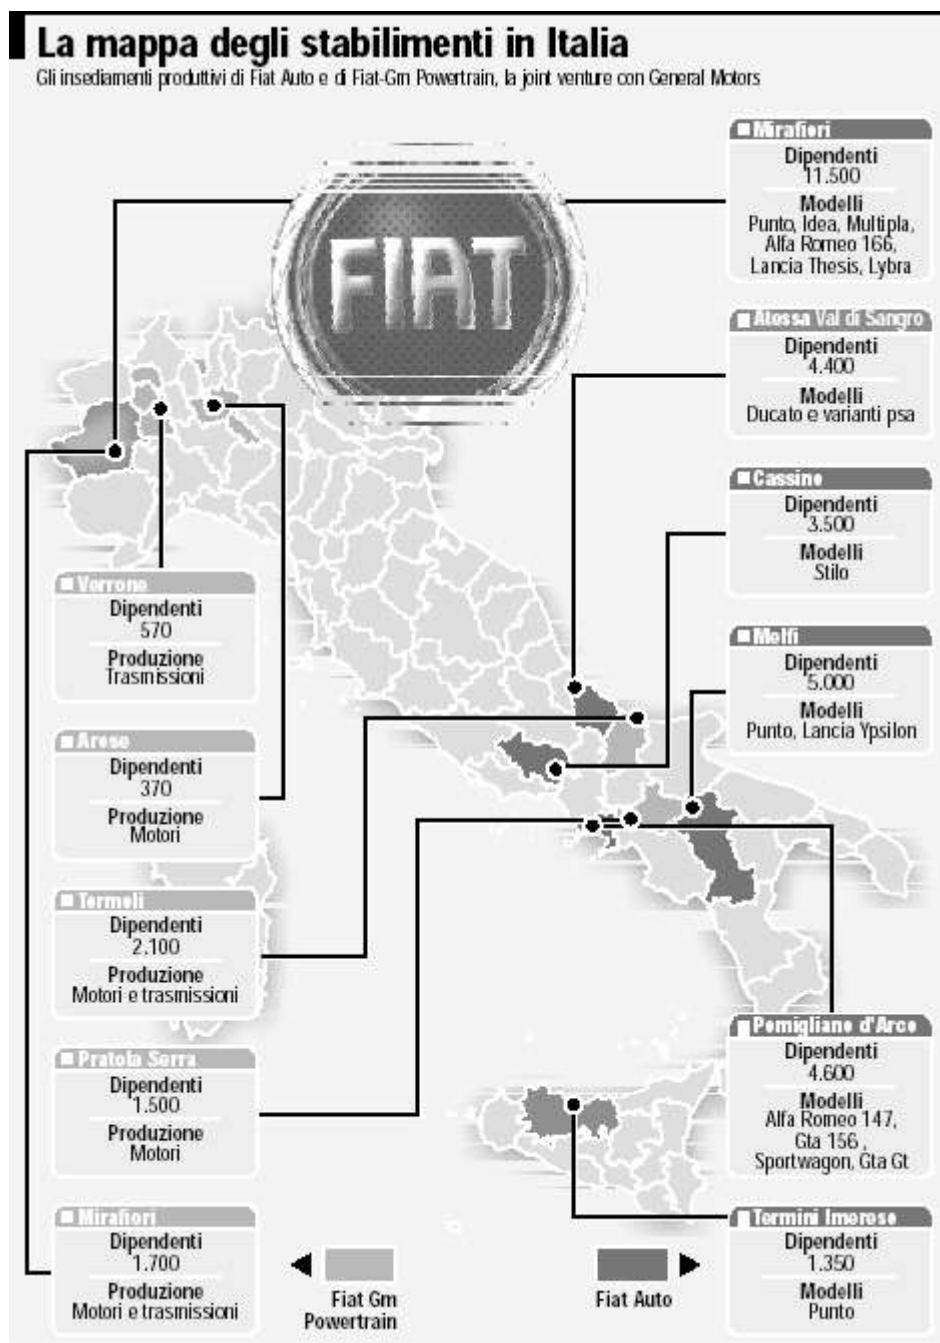 La mappa degli stabilimenti in Italia
Gli insediamenti produttivi di Fiat Auto e di Fiat-Gm Powertrain, la joint venture con General Motors
FIAT
Mirafiori
Dipendenti
11.500
Modelli
Punto, Idea, Multipla,
Alfa Romeo 166,
Lancia Thesis, Lybra
Atossa Val di Sangro
Dipendenti
4.400
Modelli
Ducato e varianti psa
Cassino
Dipendenti
3.500
Modelli
Stilo
Melfi
Dipendenti
5.000
Modelli
Punto, Lancia Ypsilon
Pomigliano d'Arco
Dipendenti
4.600
Modelli
Alfa Romeo 147,
Gta 156 ,
Sportwagon, Gta Gt
Termini Imerese
Dipendenti
1.350
Modelli
Punto
Verrone
Dipendenti
570
Produzione
Trasmissioni
Arese
Dipendenti
370
Produzione
Motori
Termoli
Dipendenti
2.100
Produzione
Motori e trasmissioni
Pratola Serra
Dipendenti
1.500
Produzione
Motori
Mirafiori
Dipendenti
1.700
Produzione
Motori e trasmissioni
Fiat Gm
Powertrain
Fiat Auto